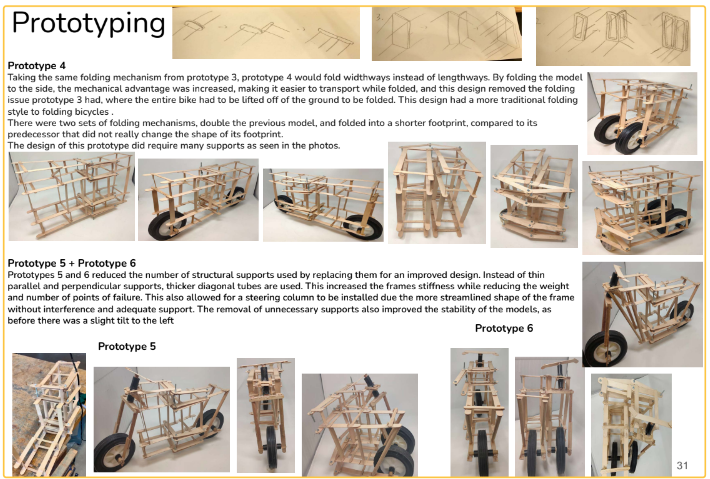 Prototyping
Prototype 4
Taking the same folding mechanism from prototype 3, prototype 4 would fold widthways instead of lengthways. By folding the model
to the side, the mechanical advantage was increased, making it easier to transport while folded, and this design removed the folding
issue prototype 3 had, where the entire bike had to be lifted off of the ground to be folded. This design had a more traditional folding
style to folding bicycles .
There were two sets of folding mechanisms, double the previous model, and folded into a shorter footprint, compared to its
predecessor that did not really change the shape of its footprint.
The design of this prototype did require many supports as seen in the photos.
Prototype 5 + Prototype 6
Prototypes 5 and 6 reduced the number of structural supports used by replacing them for an improved design. Instead of thin
parallel and perpendicular supports, thicker diagonal tubes are used. This increased the frames stiffness while reducing the weight
and number of points of failure. This also allowed for a steering column to be installed due the more streamlined shape of the frame
without interference and adequate support. The removal of unnecessary supports also improved the stability of the models, as
before there was a slight tilt to the left
Prototype 6
Prototype 5
31